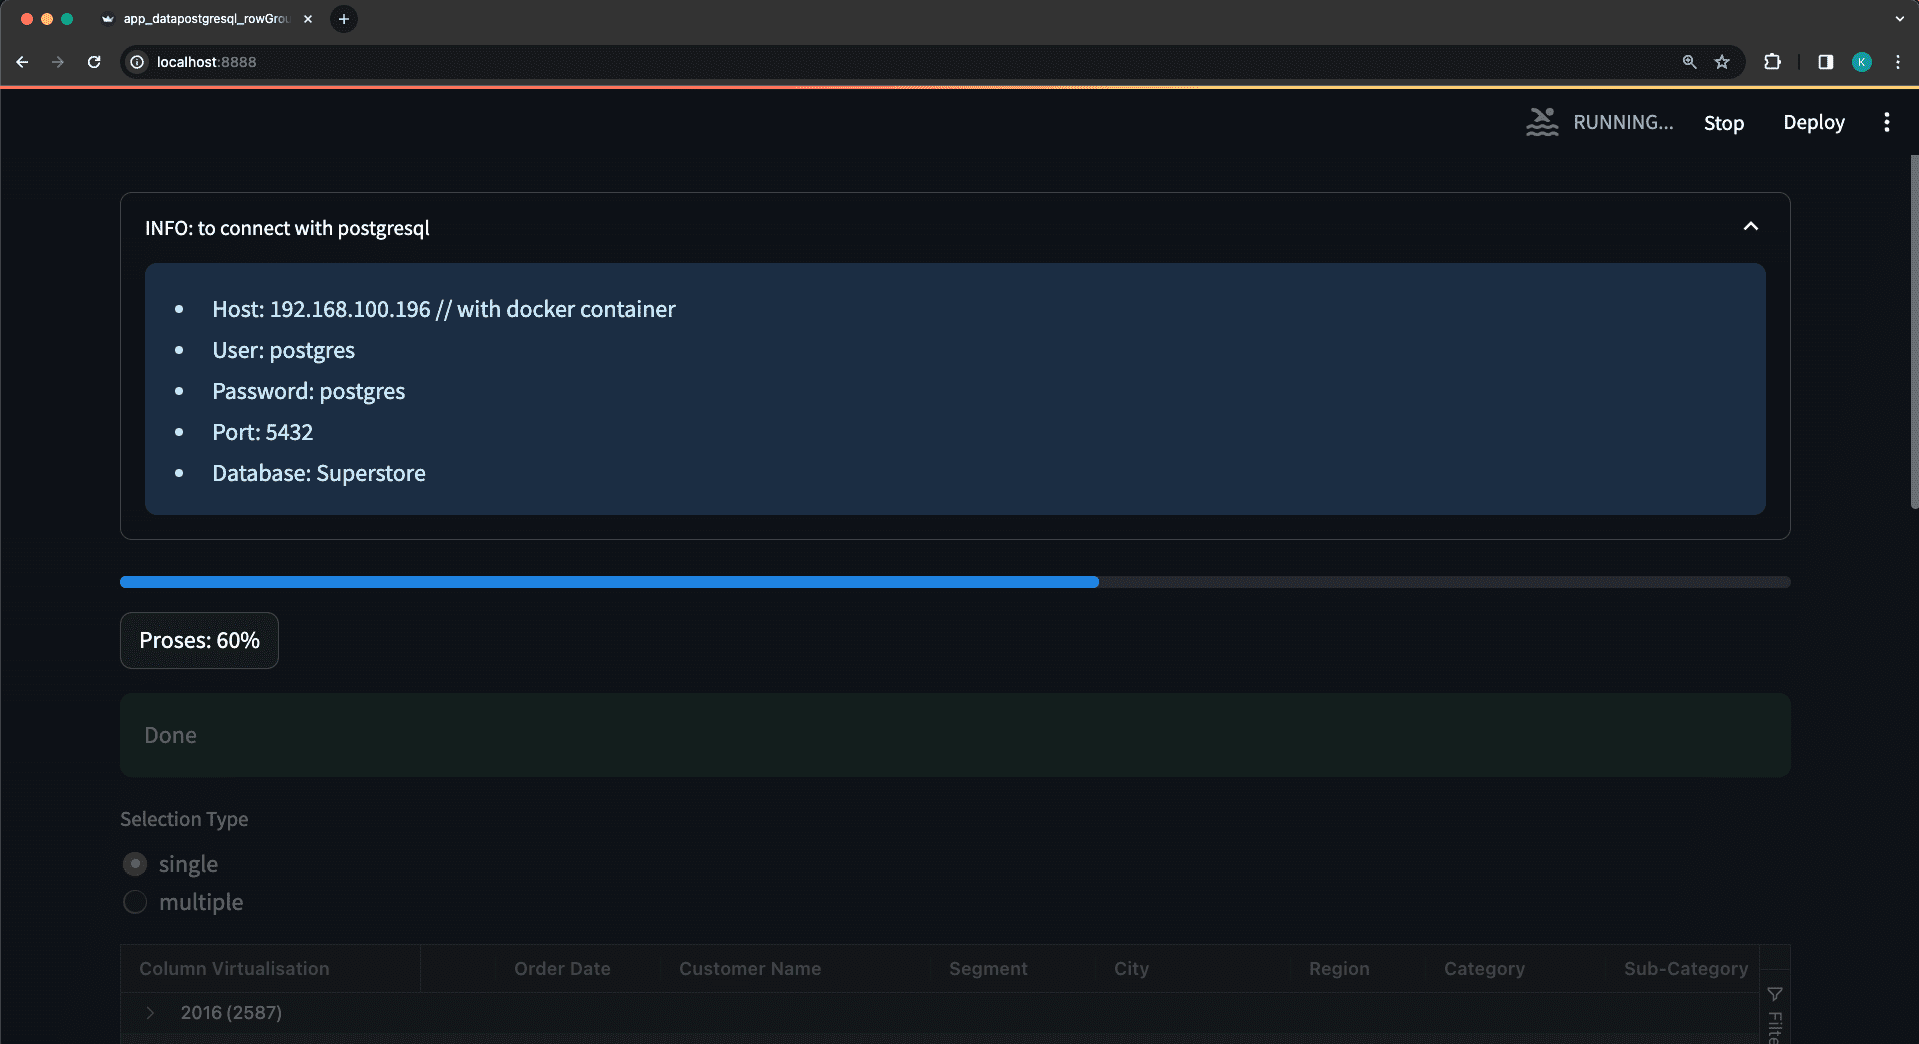 app_datapostgresql_rowGrou
localhost:8888
K
RUNNING...
Stop
Deploy
INFO: to connect with postgresql
Host: 192.168.100.196 // with docker container
User: postgres
Password: postgres
Port: 5432
Database: Superstore
Proses: 60%
Done
Selection Type
single
multiple
Column Virtualisation Order Date Customer Name Segment City Region Category Sub-Category
2016 (2587)
Filte